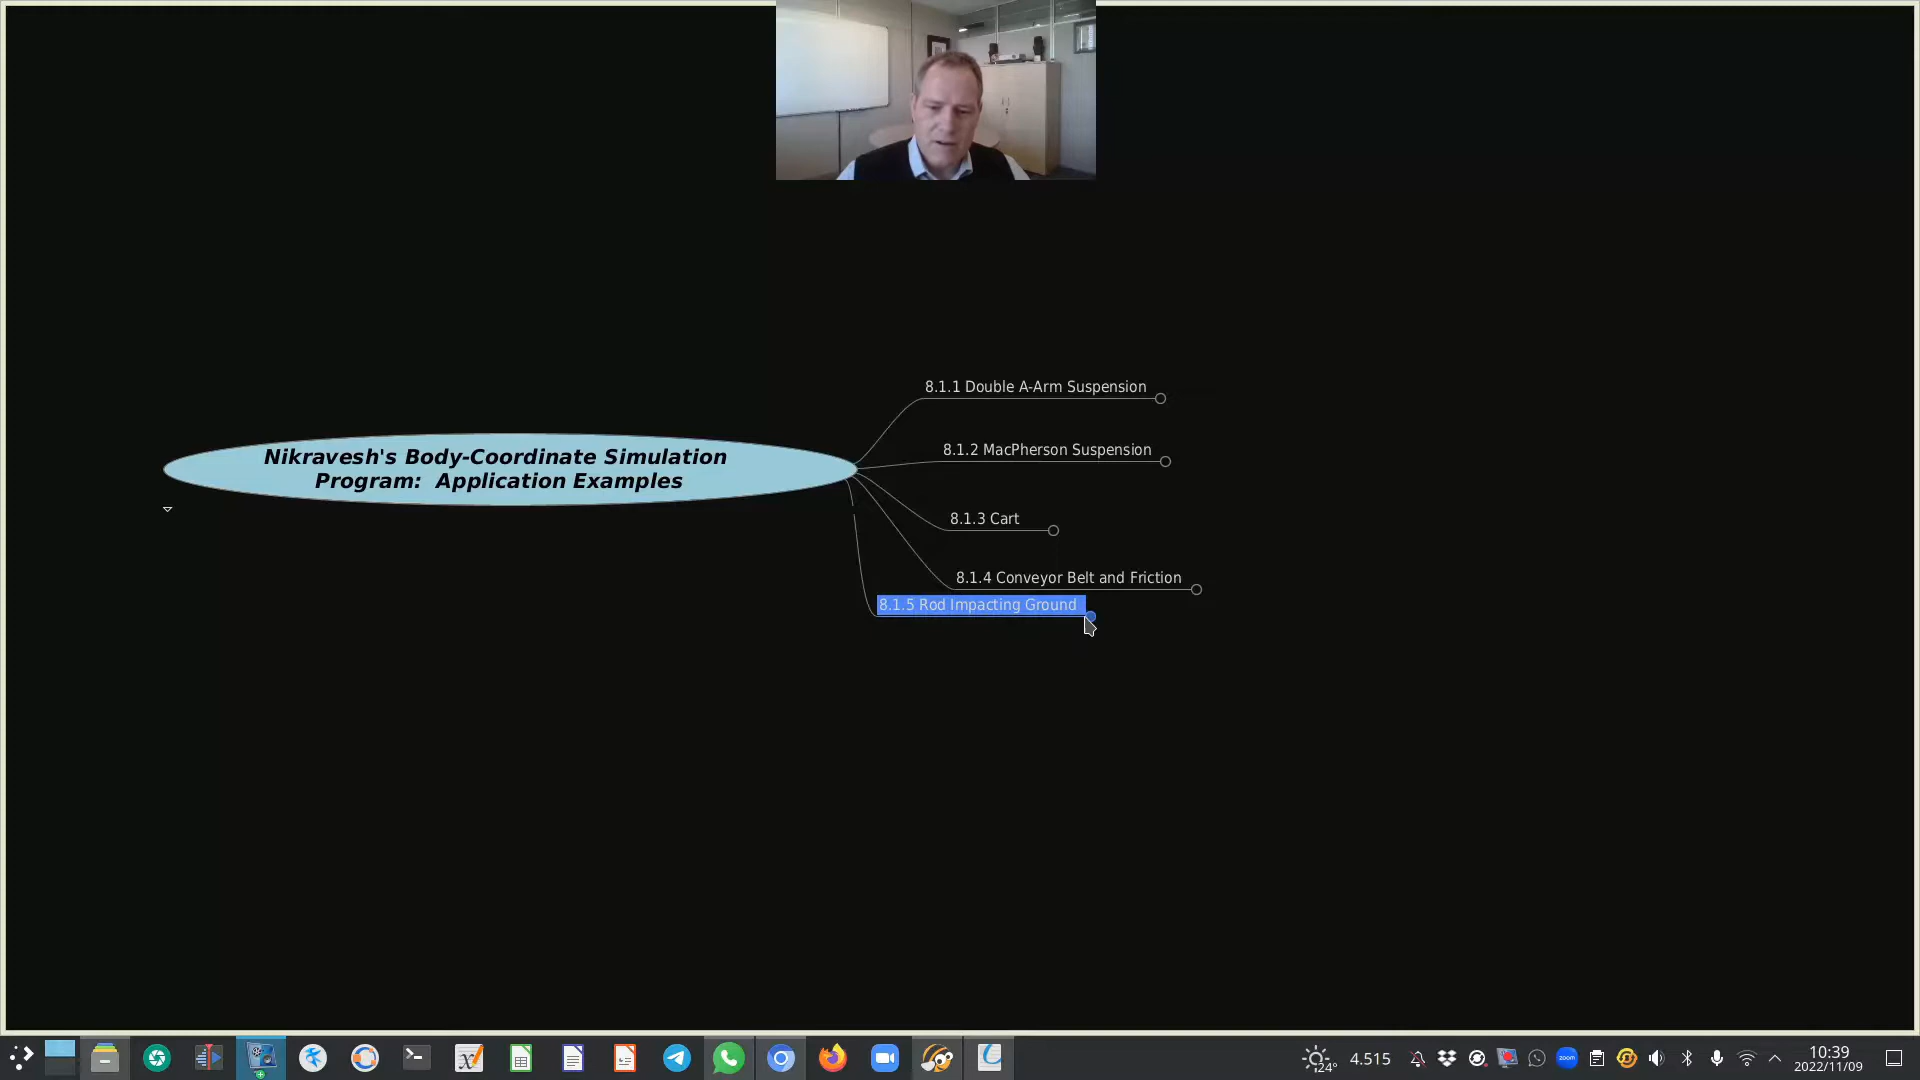 8.1.1 Double A-Arm Suspension
Nikravesh's Body-Coordinate Simulation
Program: Application Examples
8.1.2 MacPherson Suspension
8.1.3 Cart
8.1.4 Conveyor Belt and Friction
8.1.5 Rod Impacting Ground
24°
4.515
zoom
10:39
2022/11/09